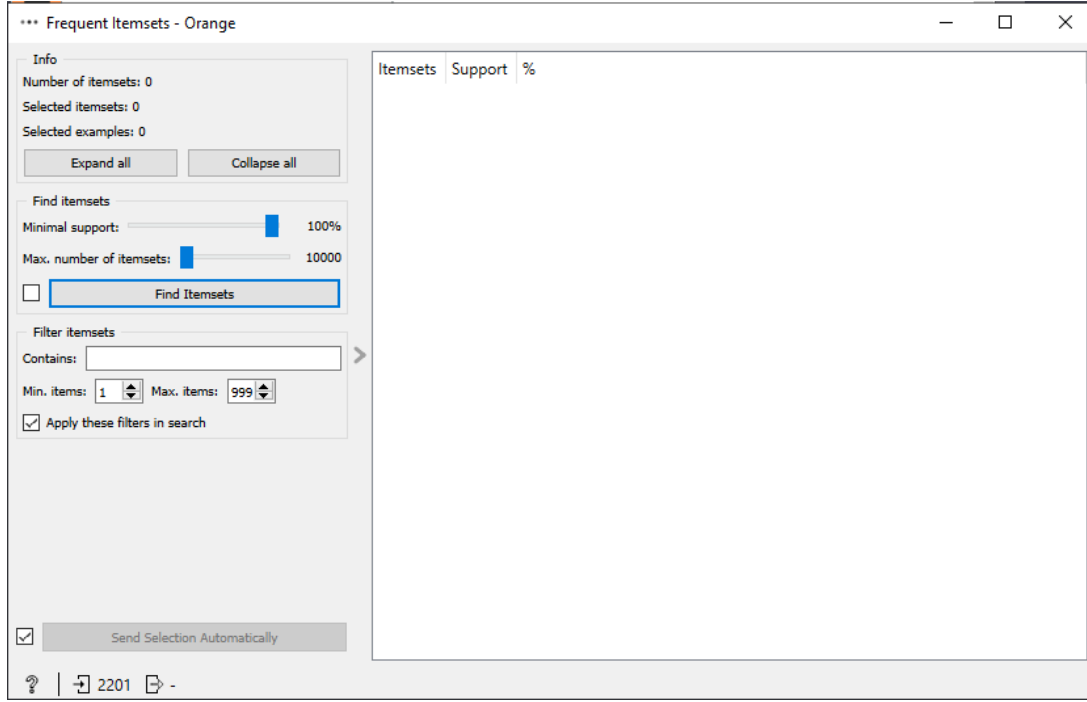 Frequent Itemsets - Orange
Info
Number of itemsets: 0
Selected itemsets: 0
Selected examples: 0
Expand all Collapse all
Find itemsets
Minimal support: 100%
Max. number of itemsets: 10000
Find Itemsets
Filter itemsets
Contains:
Min. items: 1 Max. items: 999
Apply these filters in search
Send Selection Automatically
? 2201 -
Itemsets Support %